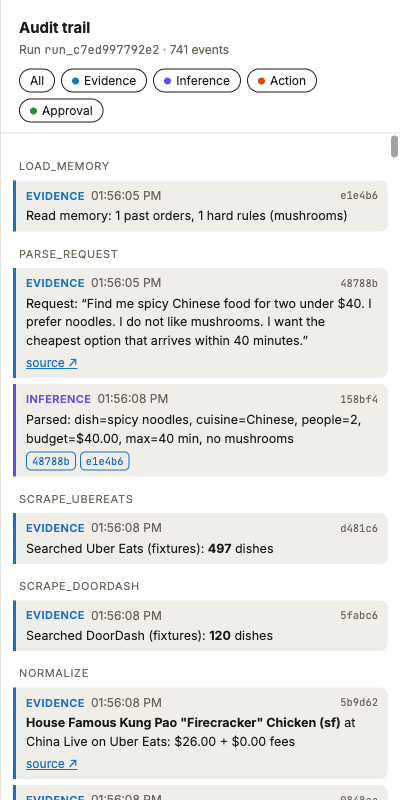 Audit trail
Run run_c7ed997792e2 · 741 events
All
Evidence
Inference
Action
Approval
LOAD_MEMORY
EVIDENCE 01:56:05 PM e1e4b6
Read memory: 1 past orders, 1 hard rules (mushrooms)
PARSE_REQUEST
EVIDENCE 01:56:05 PM 48788b
Request: “Find me spicy Chinese food for two under $40. I
prefer noodles. I do not like mushrooms. I want the
cheapest option that arrives within 40 minutes.”
source ↗
INFERENCE 01:56:08 PM 158bf4
Parsed: dish=spicy noodles, cuisine=Chinese, people=2,
budget=$40.00, max=40 min, no mushrooms
48788b e1e4b6
SCRAPE_UBEREATS
EVIDENCE 01:56:08 PM d481c6
Searched Uber Eats (fixtures): 497 dishes
SCRAPE_DOORDASH
EVIDENCE 01:56:08 PM 5fabc6
Searched DoorDash (fixtures): 120 dishes
NORMALIZE
EVIDENCE 01:56:08 PM 5b9d62
House Famous Kung Pao "Firecracker" Chicken (sf) at
China Live on Uber Eats: $26.00 + $0.00 fees
source ↗
EVIDENCE 01:56:08 PM